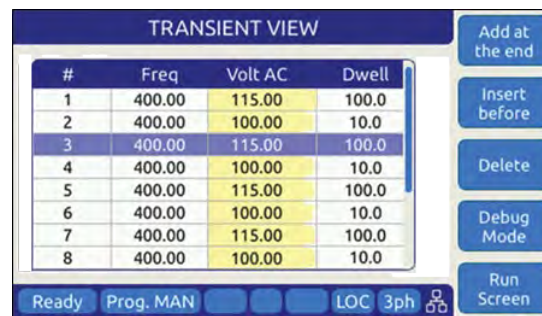 TRANSIENT VIEW
# Freq Volt AC Dwell
1 400.00 115.00 100.0
2 400.00 100.00 10.0
3 400.00 115.00 100.0
4 400.00 100.00 10.0
5 400.00 115.00 100.0
6 400.00 100.00 10.0
7 400.00 115.00 100.0
8 400.00 100.00 10.0
Ready Prog. MAN LOC 3ph
Add at
the end
Insert
before
Delete
Debug
Mode
Run
Screen